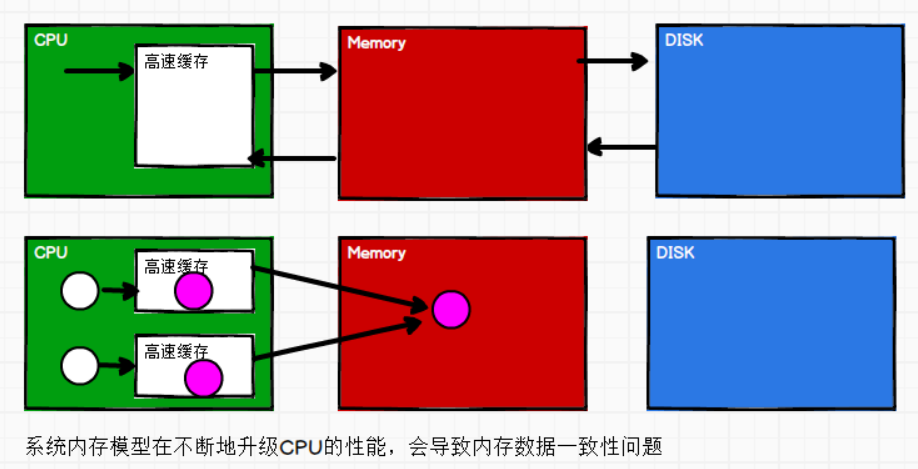 CPU
高速缓存
Memory
DISK
CPU
高速缓存
高速缓存
Memory
DISK
系统内存模型在不断地升级CPU的性能，会导致内存数据一致性问题